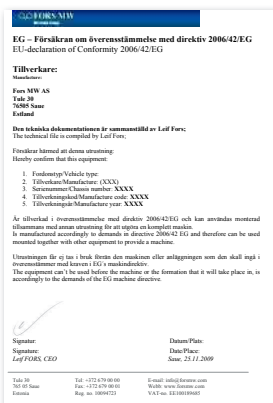 FORS MW
EG – Försäkran om överensstämmelse med direktiv 2006/42/EG
EU-declaration of Conformity 2006/42/EG
Tillverkare:
Manufacture:
Fors MW AS
Tule 30
76505 Saue
Estland
Den tekniska dokumentationen är sammanställd av Leif Fors;
The technical file is compiled by Leif Fors;
Försäkrar härmed att denna utrustning:
Hereby confirm that this equipment:
1. Fordonstyp/Vehicle type:
2. Tillverkare/Manufacture: (XXX)
3. Serienummer/Chassis number: XXXX
4. Tillverkningskod/Manufacture code: XXXX
5. Tillverkningsår/Manufacture year: XXXX
Är tillverkad i överensstämmelse med direktiv 2006/42/EG och kan användas monterad
tillsammans med annan utrustning för att utgöra en komplett maskin.
Is manufactured accordingly to demands in directive 2006/42 EG and therefore can be used
mounted together with other equipment to provide a machine.
Utrustningen får ej tas i bruk förrän den maskinen eller anläggningen som den skall ingå i
överensstämmer med kraven i EG´s maskindirektiv.
The equipment can't be used before the machine or the formation that it will take place in, is
accordingly to the demands of the EG machine directive.
Signatur: Datum/Plats:
Signature: Date/Place:
Leif FORS, CEO Saue, 25.11.2009
Tule 30 Tel: +372 679 00 00 E-mail: info@forsmw.com
765 05 Saue Fax: +372 679 00 01 Webb: www.forsmw.com
Estonia Reg. no. 10094723 VAT-no. EE100189685